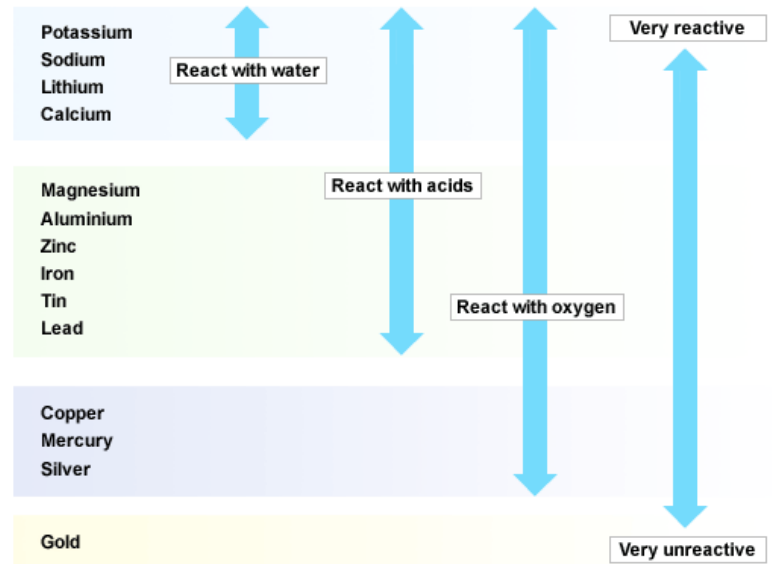 Potassium
Sodium
Lithium
Calcium
React with water
Very reactive
Magnesium
Aluminium
Zinc
Iron
Tin
Lead
React with acids
React with oxygen
Copper
Mercury
Silver
Gold
Very unreactive